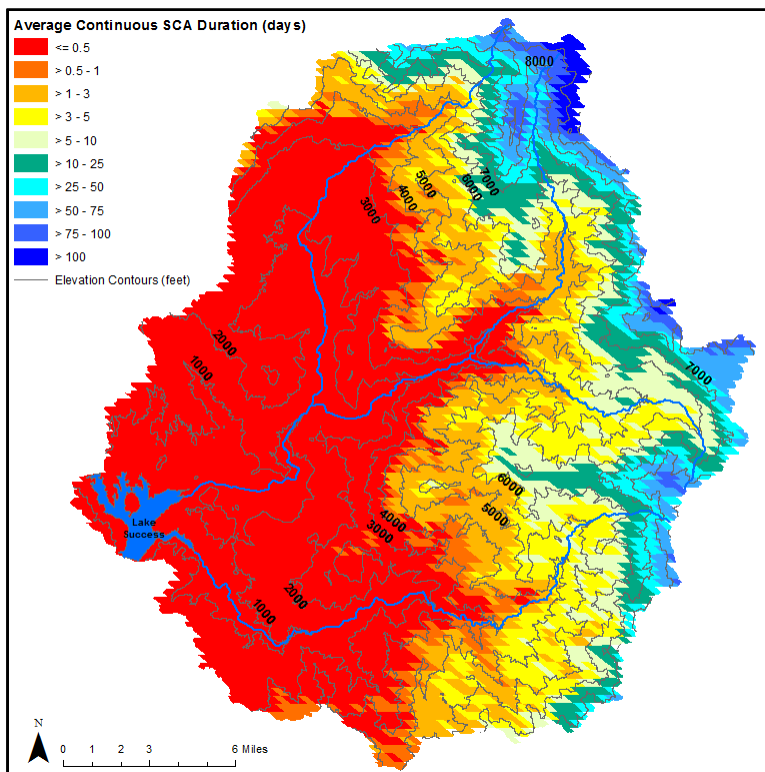 Average Continuous SCA Duration (days)
<= 0.5
> 0.5 - 1
> 1 - 3
> 3 - 5
> 5 - 10
> 10 - 25
> 25 - 50
> 50 - 75
> 75 - 100
> 100
Elevation Contours (feet)
8000
7000
6000
5000
4000
3000
2000
1000
7000
6000
5000
4000
3000
Lake
Success
2000
1000
N
0 1 2 3 6 Miles